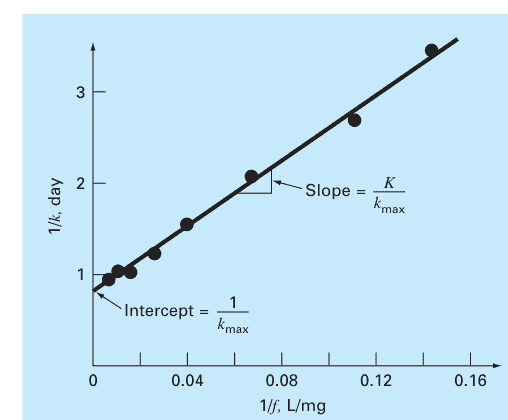 3
2
1
1/k, day
Slope = K/k_max
Intercept = 1/k_max
0 0.04 0.08 0.12 0.16
1/f, L/mg